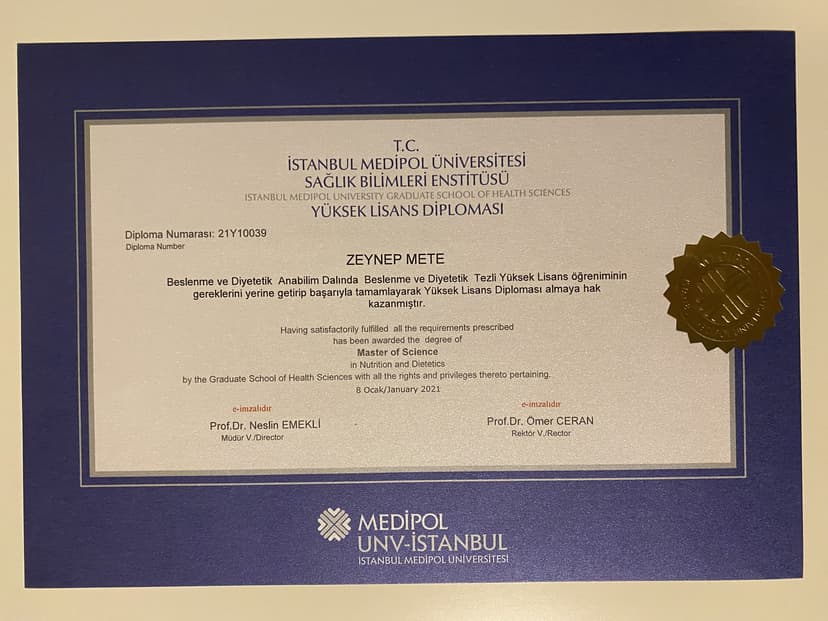 T.C.
İSTANBUL MEDİPOL ÜNİVERSİTESİ
SAĞLIK BİLİMLERİ ENSTİTÜSÜ
ISTANBUL MEDIPOL UNIVERSITY GRADUATE SCHOOL OF HEALTH SCIENCES
YÜKSEK LİSANS DİPLOMASI
Diploma Numarası: 21Y10039
Diploma Number
ZEYNEP METE
Beslenme ve Diyetetik Anabilim Dalında Beslenme ve Diyetetik Tezli Yüksek Lisans öğreniminin
gereklerini yerine getirip başarıyla tamamlayarak Yüksek Lisans Diploması almaya hak
kazanmıştır.
Having satisfactorily fulfilled all the requirements prescribed
has been awarded the degree of
Master of Science
in Nutrition and Dietetics
by the Graduate School of Health Sciences with all the rights and privileges thereto pertaining.
8 Ocak/January 2021
e-imzalıdır
Prof.Dr. Neslin EMEKLİ
Müdür V./Director
e-imzalıdır
Prof.Dr. Ömer CERAN
Rektör V./Rector
MEDİPOL
UNV-İSTANBUL
İSTANBUL MEDİPOL ÜNİVERSİTESİ